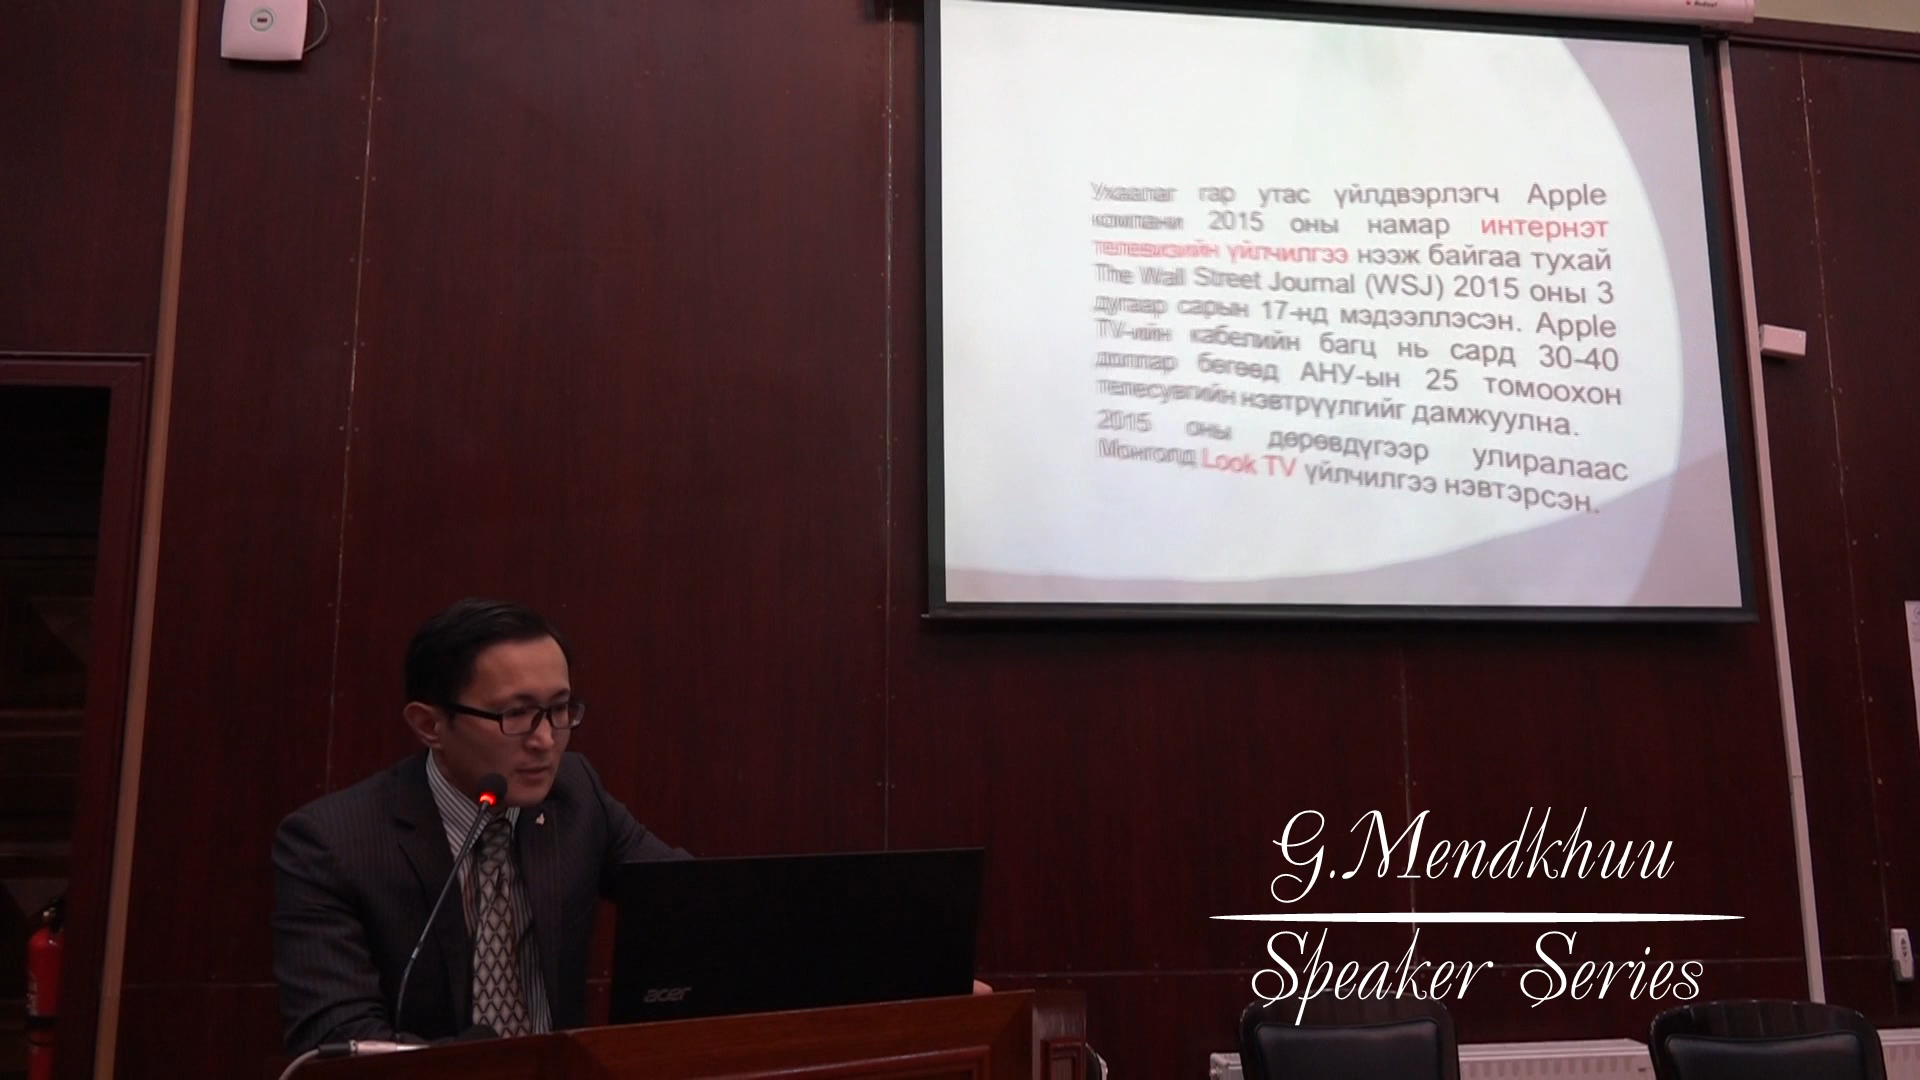 Ухаалаг гар утас үйлдвэрлэгч Apple
компани 2015 оны намар интернэт
телевизийн үйлчилгээ нээж байгаа тухай
The Wall Street Journal (WSJ) 2015 оны 3
дугаар сарын 17-нд мэдээллэсэн. Apple
TV-ийн кабелийн багц нь сард 30-40
доллар бөгөөд АНУ-ын 25 томоохон
телесувгийн нэвтрүүлгийг дамжуулна.
2015 оны дөрөвдүгээр улиралаас
Монголд Look TV үйлчилгээ нэвтэрсэн.
acer
G.Mendkhuu
Speaker Series